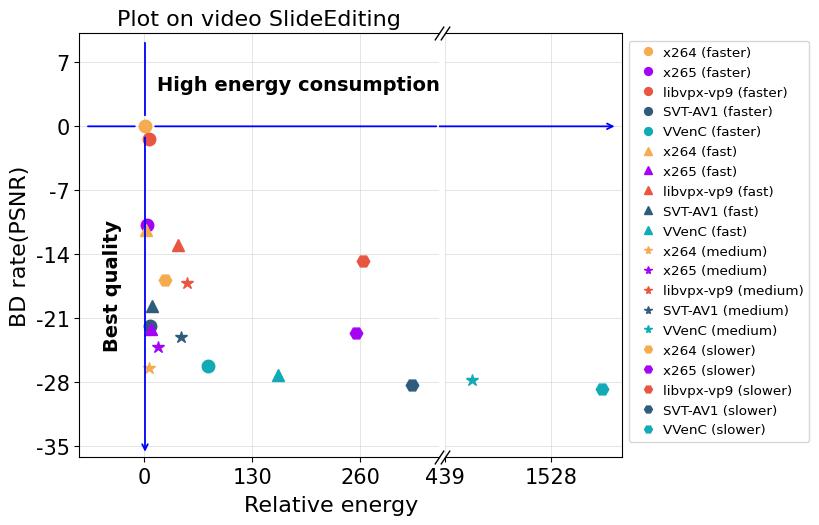 Plot on video SlideEditing
7
0
-7
-14
-21
-28
-35
BD rate(PSNR)
High energy consumption
Best quality
0
130
260
439
1528
Relative energy
x264 (faster)
x265 (faster)
libvpx-vp9 (faster)
SVT-AV1 (faster)
VVenC (faster)
x264 (fast)
x265 (fast)
libvpx-vp9 (fast)
SVT-AV1 (fast)
VVenC (fast)
x264 (medium)
x265 (medium)
libvpx-vp9 (medium)
SVT-AV1 (medium)
VVenC (medium)
x264 (slower)
x265 (slower)
libvpx-vp9 (slower)
SVT-AV1 (slower)
VVenC (slower)